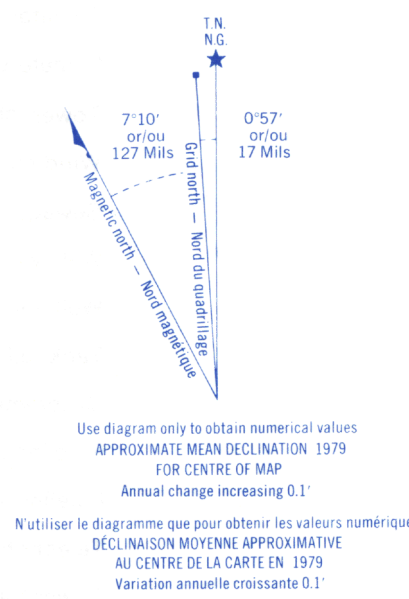 T.N.
N.G.
7°10′
or/ou
127 Mils
0°57′
or/ou
17 Mils
Grid north — Nord du quadrillage
Magnetic north — Nord magnétique
Use diagram only to obtain numerical values
APPROXIMATE MEAN DECLINATION 1979
FOR CENTRE OF MAP
Annual change increasing 0.1′
N'utiliser le diagramme que pour obtenir les valeurs numérique
DÉCLINAISON MOYENNE APPROXIMATIVE
AU CENTRE DE LA CARTE EN 1979
Variation annuelle croissante 0.1′